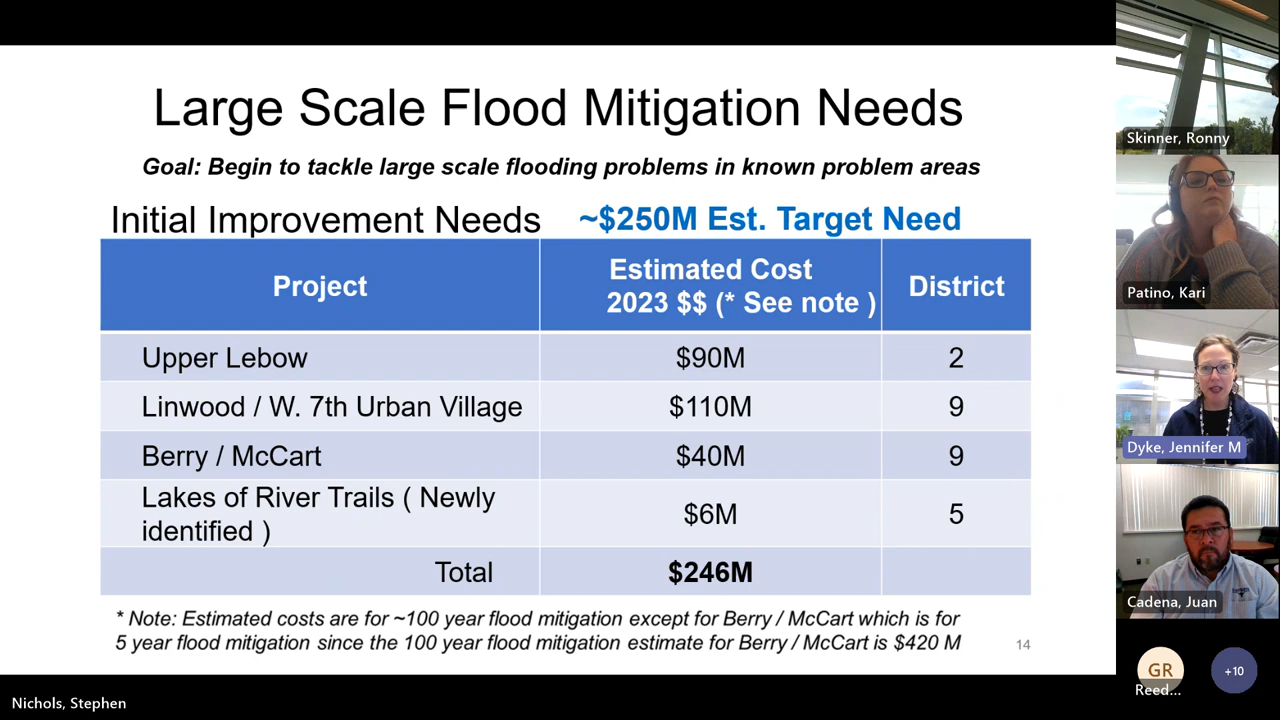 Large Scale Flood Mitigation Needs
Goal: Begin to tackle large scale flooding problems in known problem areas
Initial Improvement Needs ~$250M Est. Target Need
Project
Estimated Cost
2023 $$ (* See note )
District
Upper Lebow $90M 2
Linwood / W. 7th Urban Village $110M 9
Berry / McCart $40M 9
Lakes of River Trails ( Newly
identified ) $6M 5
Total $246M
* Note: Estimated costs are for ~100 year flood mitigation except for Berry / McCart which is for
5 year flood mitigation since the 100 year flood mitigation estimate for Berry / McCart is $420 M
14
Skinner, Ronny
Patino, Kari
Dyke, Jennifer M
Cadena, Juan
GR
Reed...
+10
Nichols, Stephen